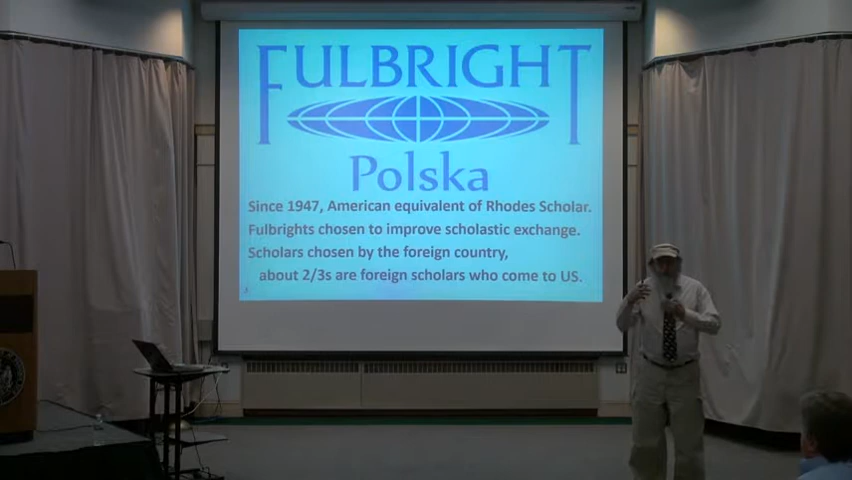 FULBRIGHT
Polska
Since 1947, American equivalent of Rhodes Scholar.
Fulbrights chosen to improve scholastic exchange.
Scholars chosen by the foreign country,
about 2/3s are foreign scholars who come to US.